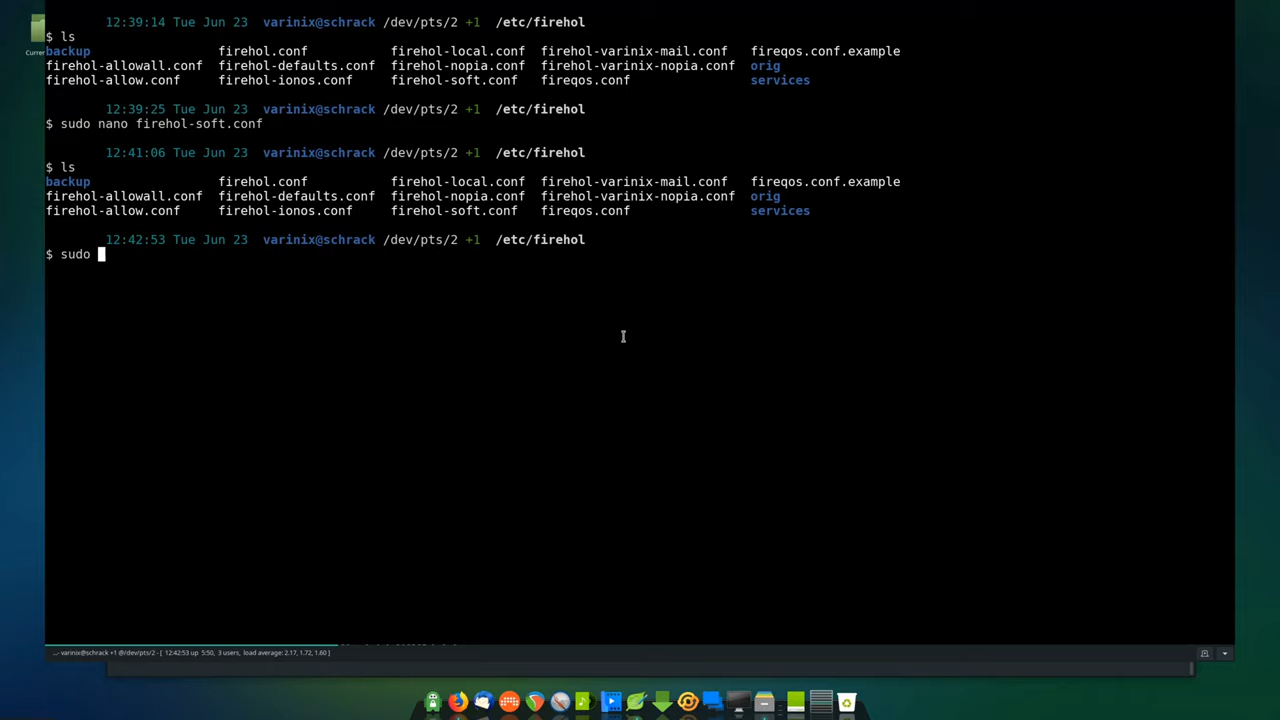 12:39:14 Tue Jun 23 varinix@schrack /dev/pts/2 +1 /etc/firehol
$ ls
backup firehol.conf firehol-local.conf firehol-varinix-mail.conf fireqos.conf.example
firehol-allowall.conf firehol-defaults.conf firehol-nopia.conf firehol-varinix-nopia.conf orig
firehol-allow.conf firehol-ionos.conf firehol-soft.conf fireqos.conf services
12:39:25 Tue Jun 23 varinix@schrack /dev/pts/2 +1 /etc/firehol
$ sudo nano firehol-soft.conf
12:41:06 Tue Jun 23 varinix@schrack /dev/pts/2 +1 /etc/firehol
$ ls
backup firehol.conf firehol-local.conf firehol-varinix-mail.conf fireqos.conf.example
firehol-allowall.conf firehol-defaults.conf firehol-nopia.conf firehol-varinix-nopia.conf orig
firehol-allow.conf firehol-ionos.conf firehol-soft.conf fireqos.conf services
12:42:53 Tue Jun 23 varinix@schrack /dev/pts/2 +1 /etc/firehol
$ sudo
varinix@schrack +1 @/dev/pts/2 - [ 12:42:53 up 5:50, 3 users, load average: 2.17, 1.72, 1.60 ]